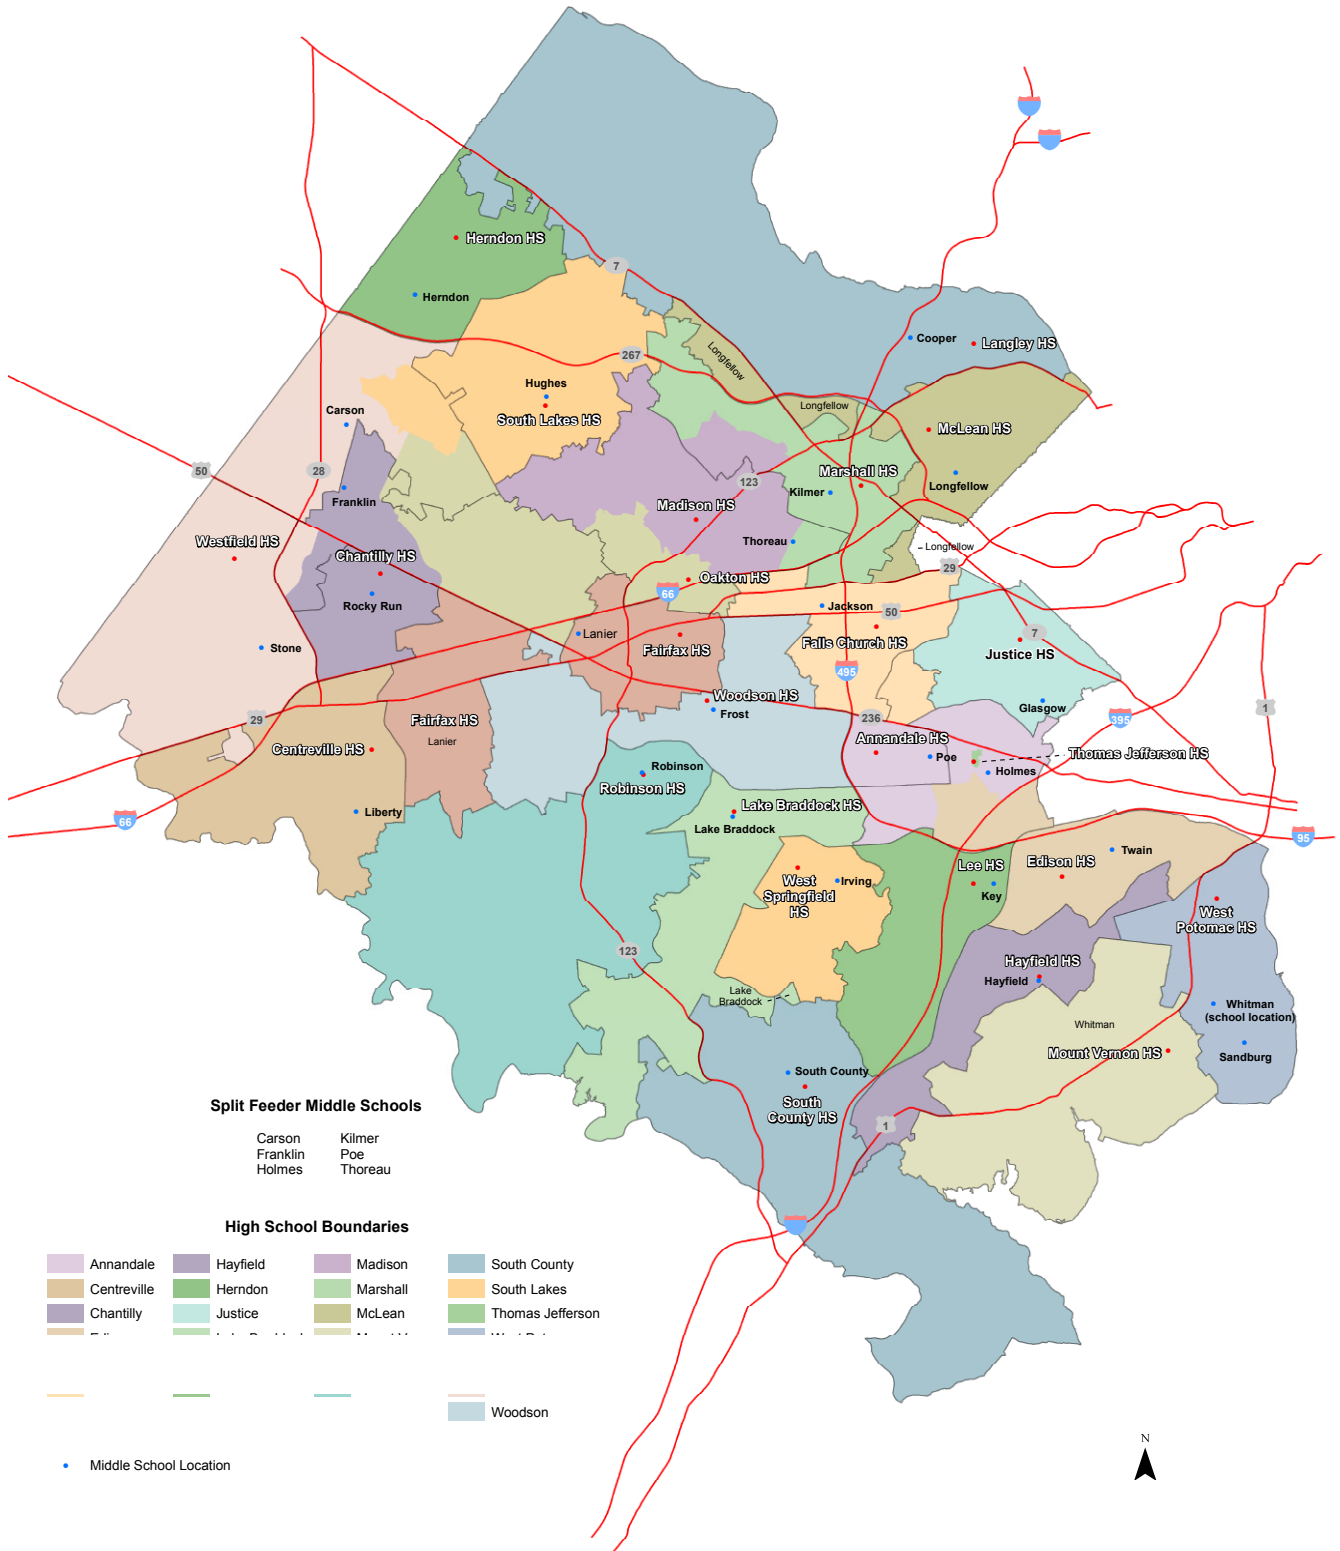 Herndon HS
7
Herndon
Cooper
Langley HS
267
Longfellow
Hughes
South Lakes HS
Longfellow
Carson
McLean HS
50
28
Franklin
123
Marshall HS
Kilmer
Longfellow
Madison HS
Westfield HS
Chantilly HS
Thoreau
Longfellow
29
Oakton HS
66
Rocky Run
Jackson
50
Lanier
Fairfax HS
Falls Church HS
7
Justice HS
Stone
495
Woodson HS
Frost
Glasgow
1
29
Fairfax HS
Lanier
236
395
Centreville HS
Annandale HS
Poe
Thomas Jefferson HS
Holmes
Robinson
Robinson HS
Liberty
66
Lake Braddock HS
Lake Braddock
95
Twain
Edison HS
Lee HS
Key
West
Springfield
HS
Irving
West
Potomac HS
123
Hayfield HS
Hayfield
Lake
Braddock
Whitman
(school location)
Whitman
Mount Vernon HS
Sandburg
South County
South
County HS
1
Split Feeder Middle Schools
Carson Kilmer
Franklin Poe
Holmes Thoreau
High School Boundaries
Annandale Hayfield Madison South County
Centreville Herndon Marshall South Lakes
Chantilly Justice McLean Thomas Jefferson
Woodson
Middle School Location
N